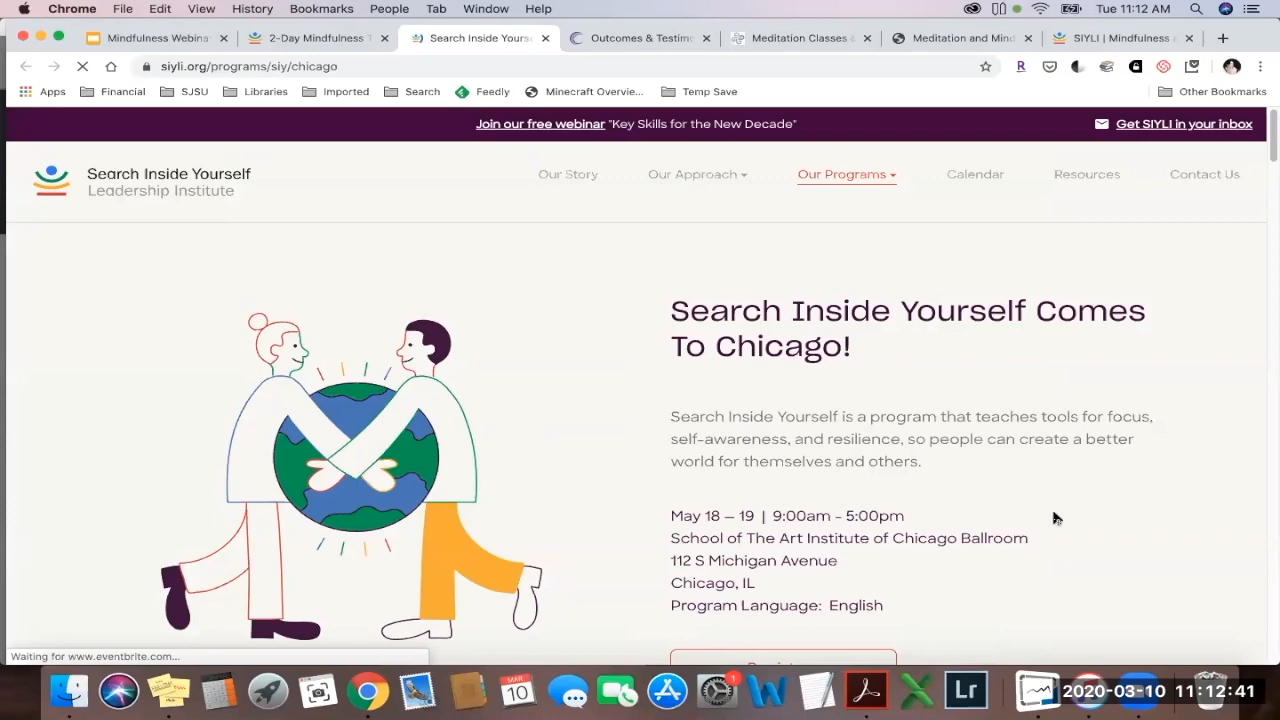 Chrome File Edit View History Bookmarks People Tab Window Help Tue 11:12 AM
Mindfulness Webina 2-Day Mindfulness T Search Inside Yourse Outcomes & Testimo Meditation Classes & Meditation and Mind SIYLI | Mindfulness a
siyli.org/programs/siy/chicago
Apps Financial SJSU Libraries Imported Search Feedly Minecraft Overvie... Temp Save Other Bookmarks
Join our free webinar "Key Skills for the New Decade" Get SIYLI in your inbox
Search Inside Yourself
Leadership Institute
Our Story Our Approach Our Programs Calendar Resources Contact Us
Search Inside Yourself Comes
To Chicago!
Search Inside Yourself is a program that teaches tools for focus,
self-awareness, and resilience, so people can create a better
world for themselves and others.
May 18 – 19 | 9:00am - 5:00pm
School of The Art Institute of Chicago Ballroom
112 S Michigan Avenue
Chicago, IL
Program Language: English
Waiting for www.eventbrite.com...
MAR
10
1
Lr
2020-03-10 11:12:41